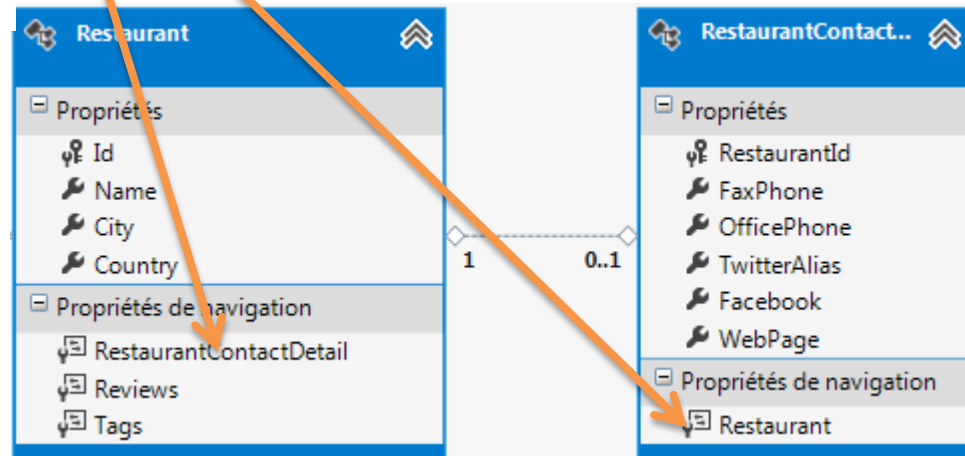 Restaurant
Propriétés
Id
Name
City
Country
Propriétés de navigation
RestaurantContactDetail
Reviews
Tags
1
0..1
RestaurantContact...
Propriétés
RestaurantId
FaxPhone
OfficePhone
TwitterAlias
Facebook
WebPage
Propriétés de navigation
Restaurant